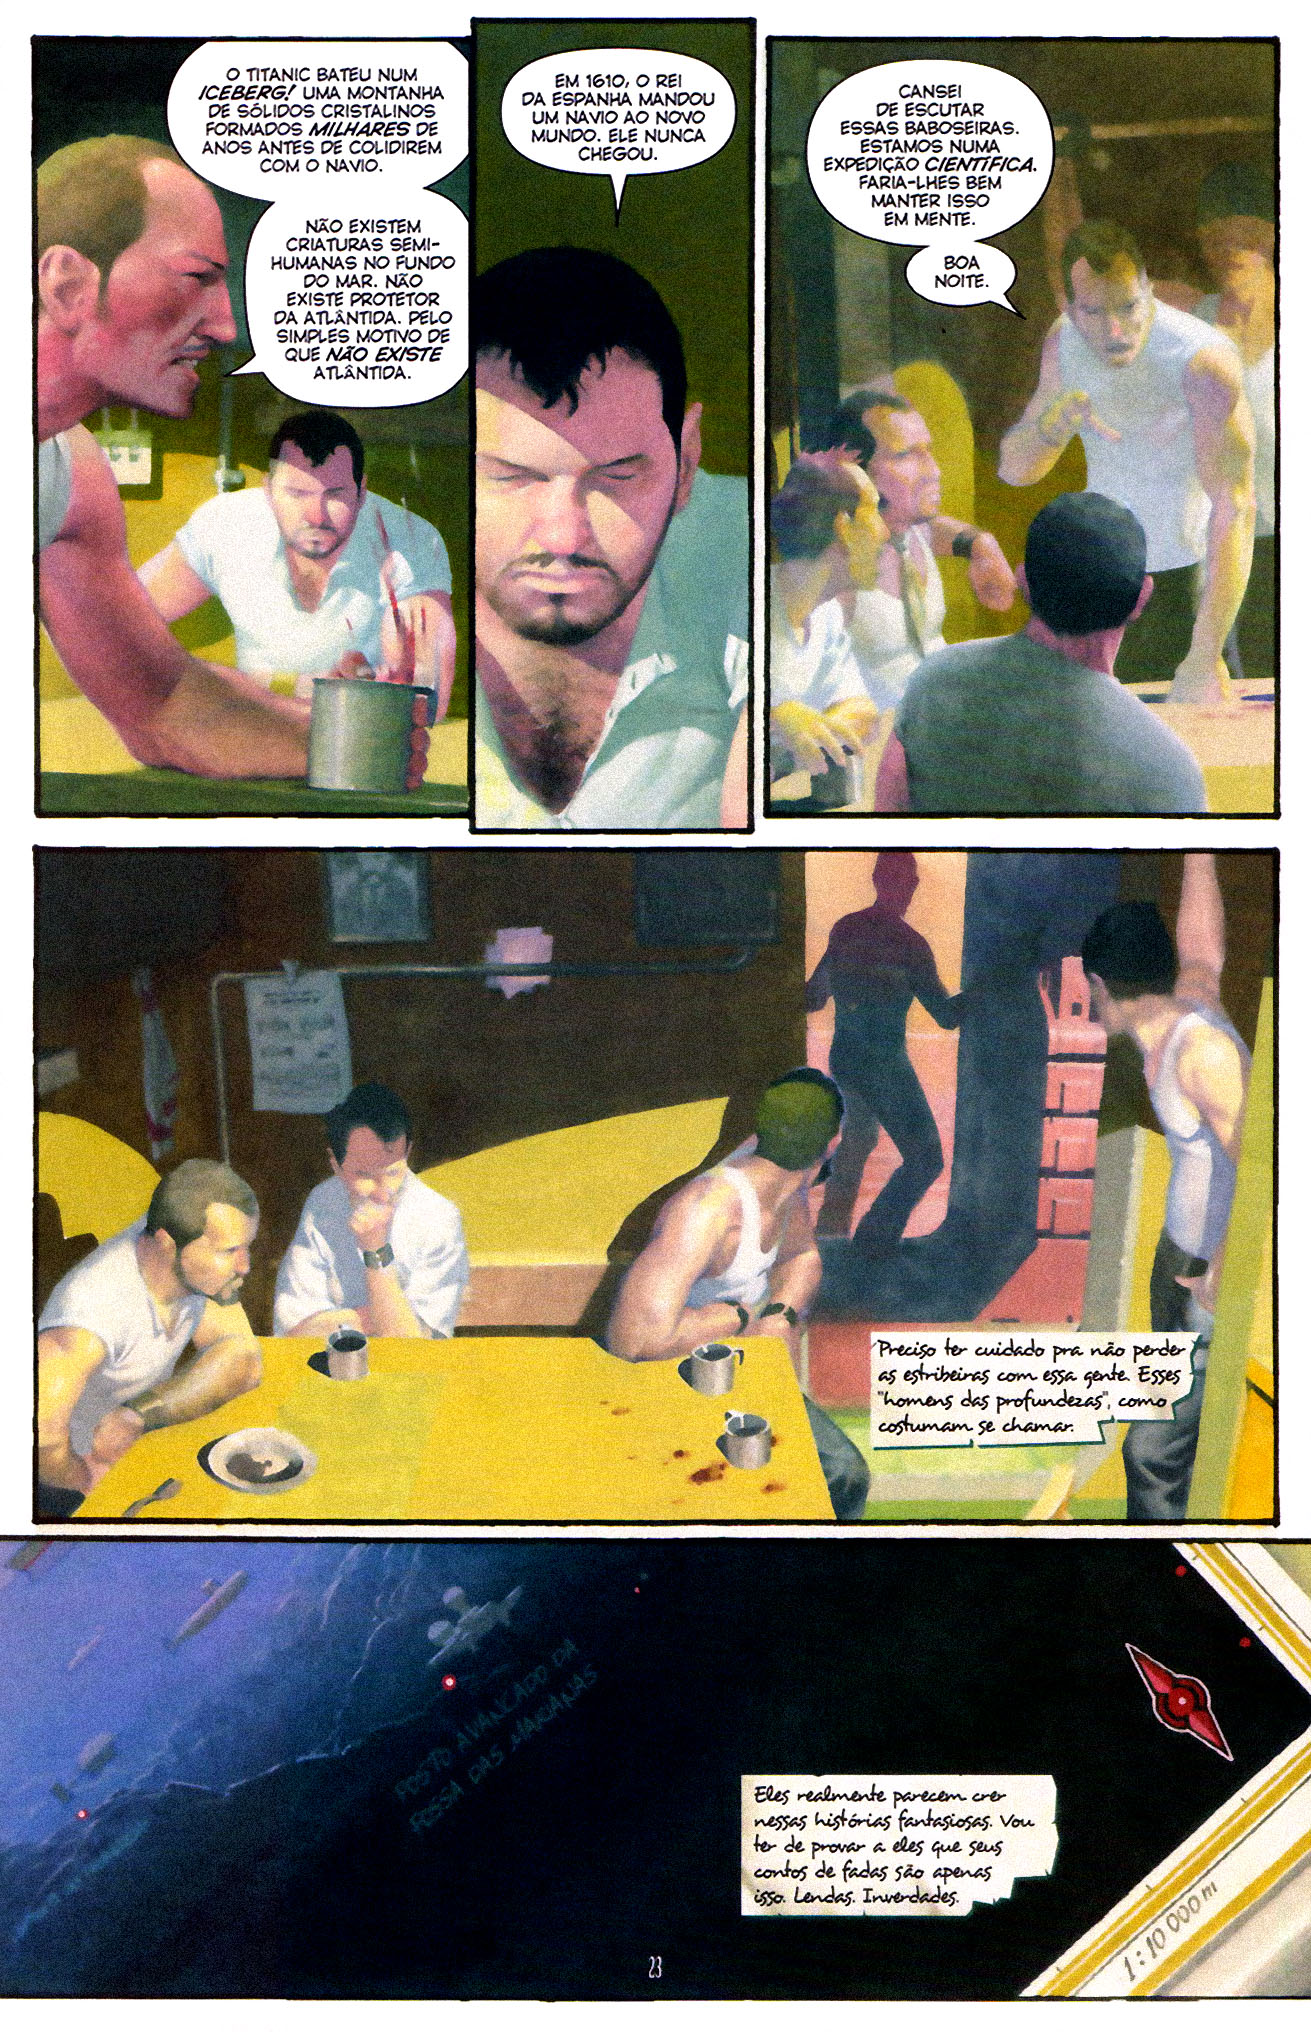 O TITANIC BATEU NUM
ICEBERG! UMA MONTANHA
DE SÓLIDOS CRISTALINOS
FORMADOS MILHARES DE
ANOS ANTES DE COLIDIREM
COM O NAVIO.
NÃO EXISTEM
CRIATURAS SEMI-
HUMANAS NO FUNDO
DO MAR. NÃO
EXISTE PROTETOR
DA ATLÂNTIDA. PELO
SIMPLES MOTIVO DE
QUE NÃO EXISTE
ATLÂNTIDA.
EM 1610, O REI
DA ESPANHA MANDOU
UM NAVIO AO NOVO
MUNDO. ELE NUNCA
CHEGOU.
CANSEI
DE ESCUTAR
ESSAS BABOSEIRAS.
ESTAMOS NUMA
EXPEDIÇÃO CIENTÍFICA.
FARIA-LHES BEM
MANTER ISSO
EM MENTE.
BOA
NOITE.
Preciso ter cuidado pra não perder
as estribeiras com essa gente. Esses
"homens das profundezas", como
costumam se chamar.
POSTO AVANÇADO DA
FOSSA DAS MARIANAS
Eles realmente parecem crer
nessas histórias fantasiosas. Vou
ter de provar a eles que seus
contos de fadas são apenas
isso. Lendas. Inverdades.
1:10 000 m
23